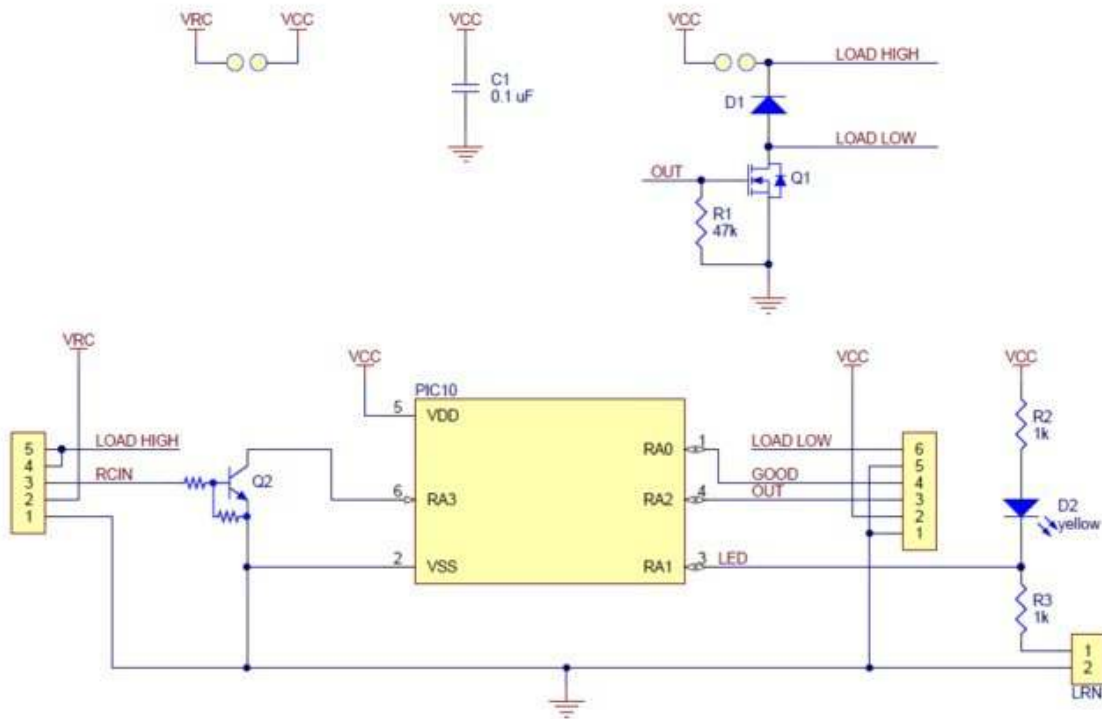 VRC VCC
VCC
C1
0.1 uF
VCC
LOAD HIGH
D1
LOAD LOW
OUT
Q1
R1
47k
VRC
5
4
3
2
1
LOAD HIGH
RCIN
Q2
VCC
PIC10
5 VDD
6 RA3
2 VSS
RA0 1
RA2 4
RA1 3
LOAD LOW
GOOD
OUT
LED
VCC
6
5
4
3
2
1
VCC
R2
1k
D2
yellow
R3
1k
1
2
LRN